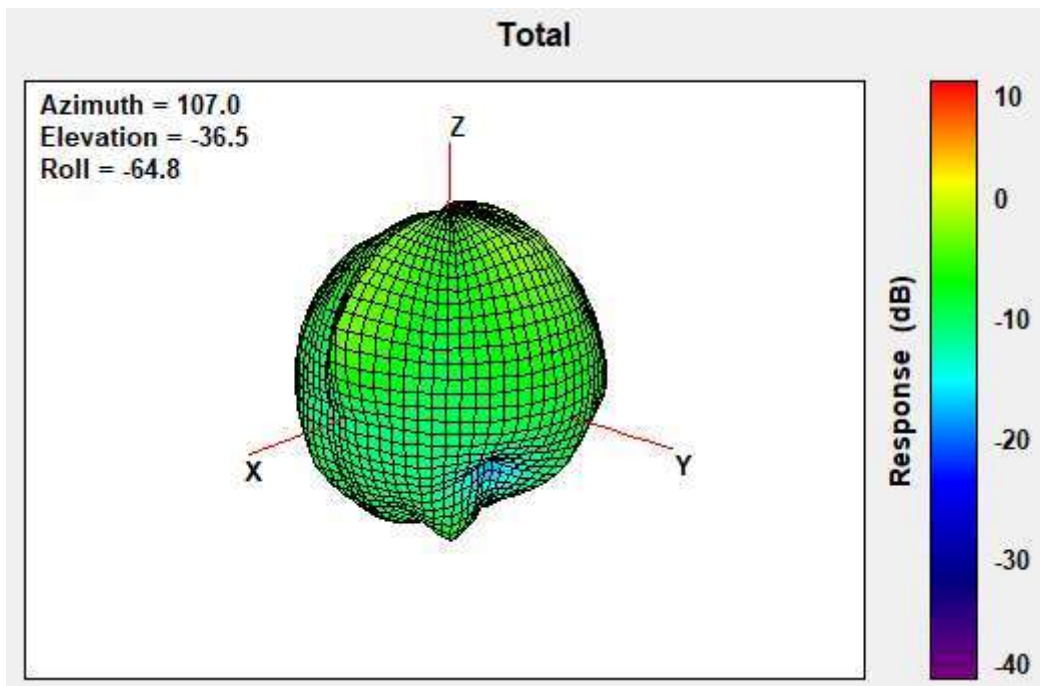 Total
Azimuth = 107.0
Elevation = -36.5
Roll = -64.8
Z
X
Y
10
0
-10
-20
-30
-40
Response (dB)